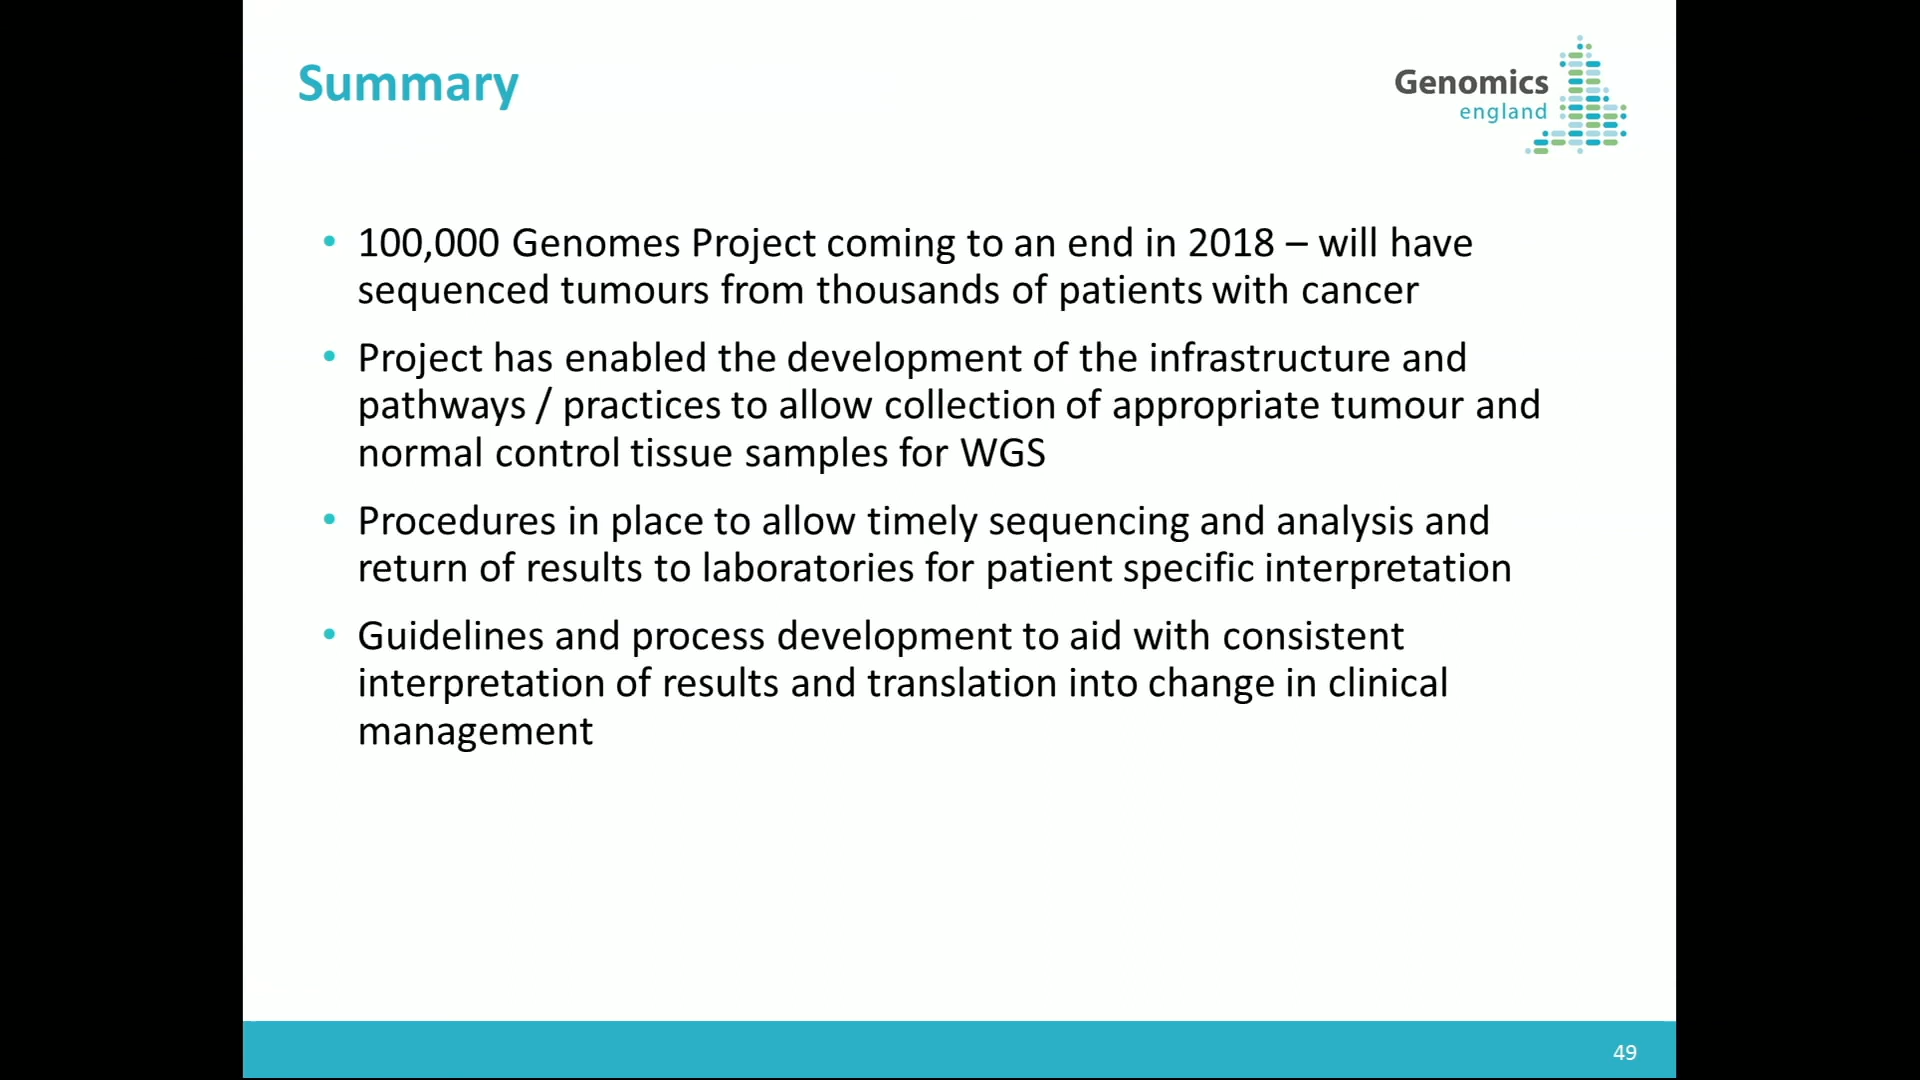 Summary
Genomics
england
• 100,000 Genomes Project coming to an end in 2018 – will have
sequenced tumours from thousands of patients with cancer
• Project has enabled the development of the infrastructure and
pathways / practices to allow collection of appropriate tumour and
normal control tissue samples for WGS
• Procedures in place to allow timely sequencing and analysis and
return of results to laboratories for patient specific interpretation
• Guidelines and process development to aid with consistent
interpretation of results and translation into change in clinical
management
49